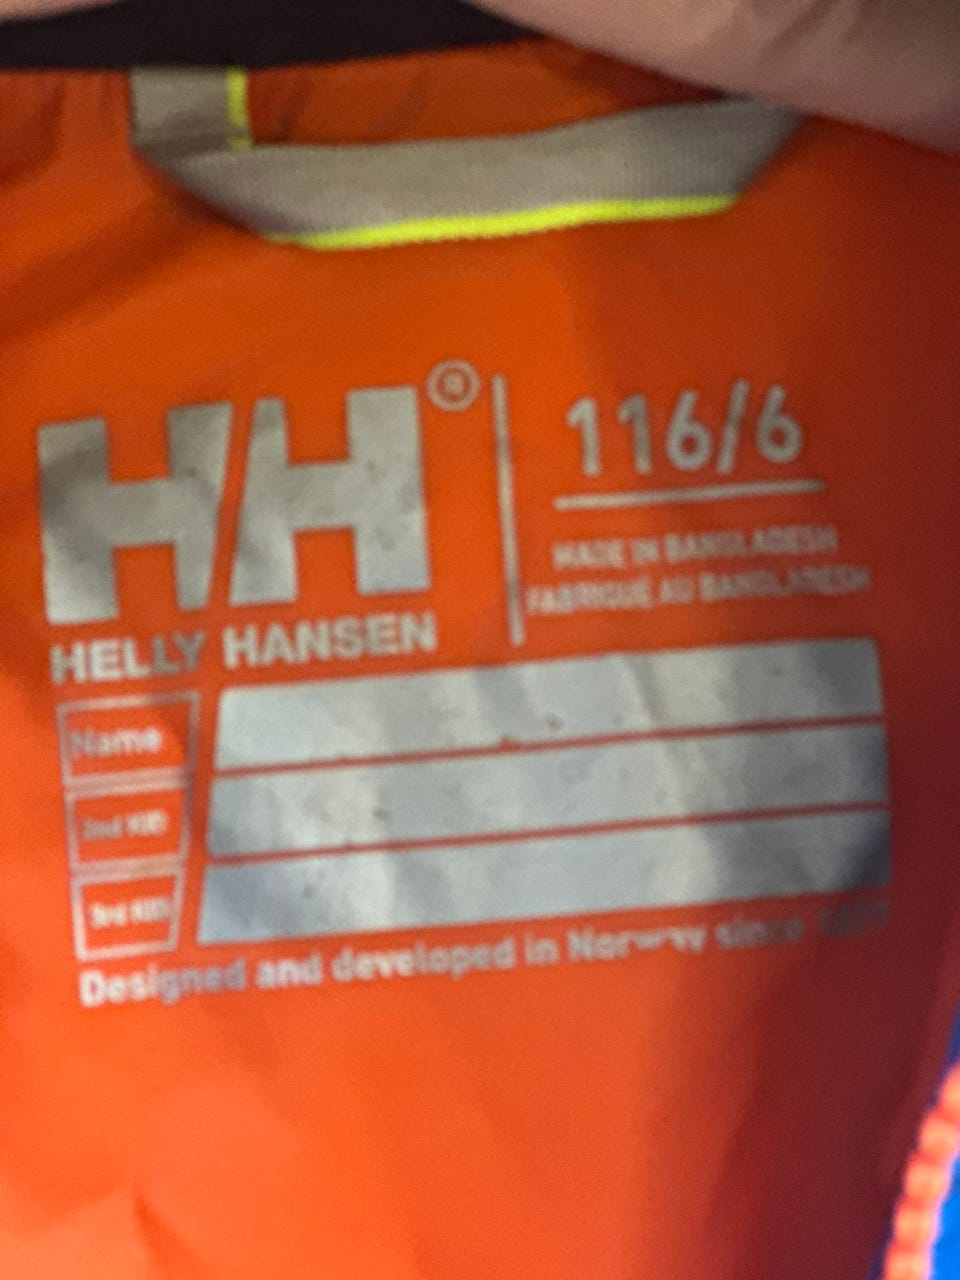 HH®
HELLY HANSEN
116/6
MADE IN BANGLADESH
FABRIQUÉ AU BANGLADESH
Name
2nd KID
3rd KID
Designed and developed in Norway since